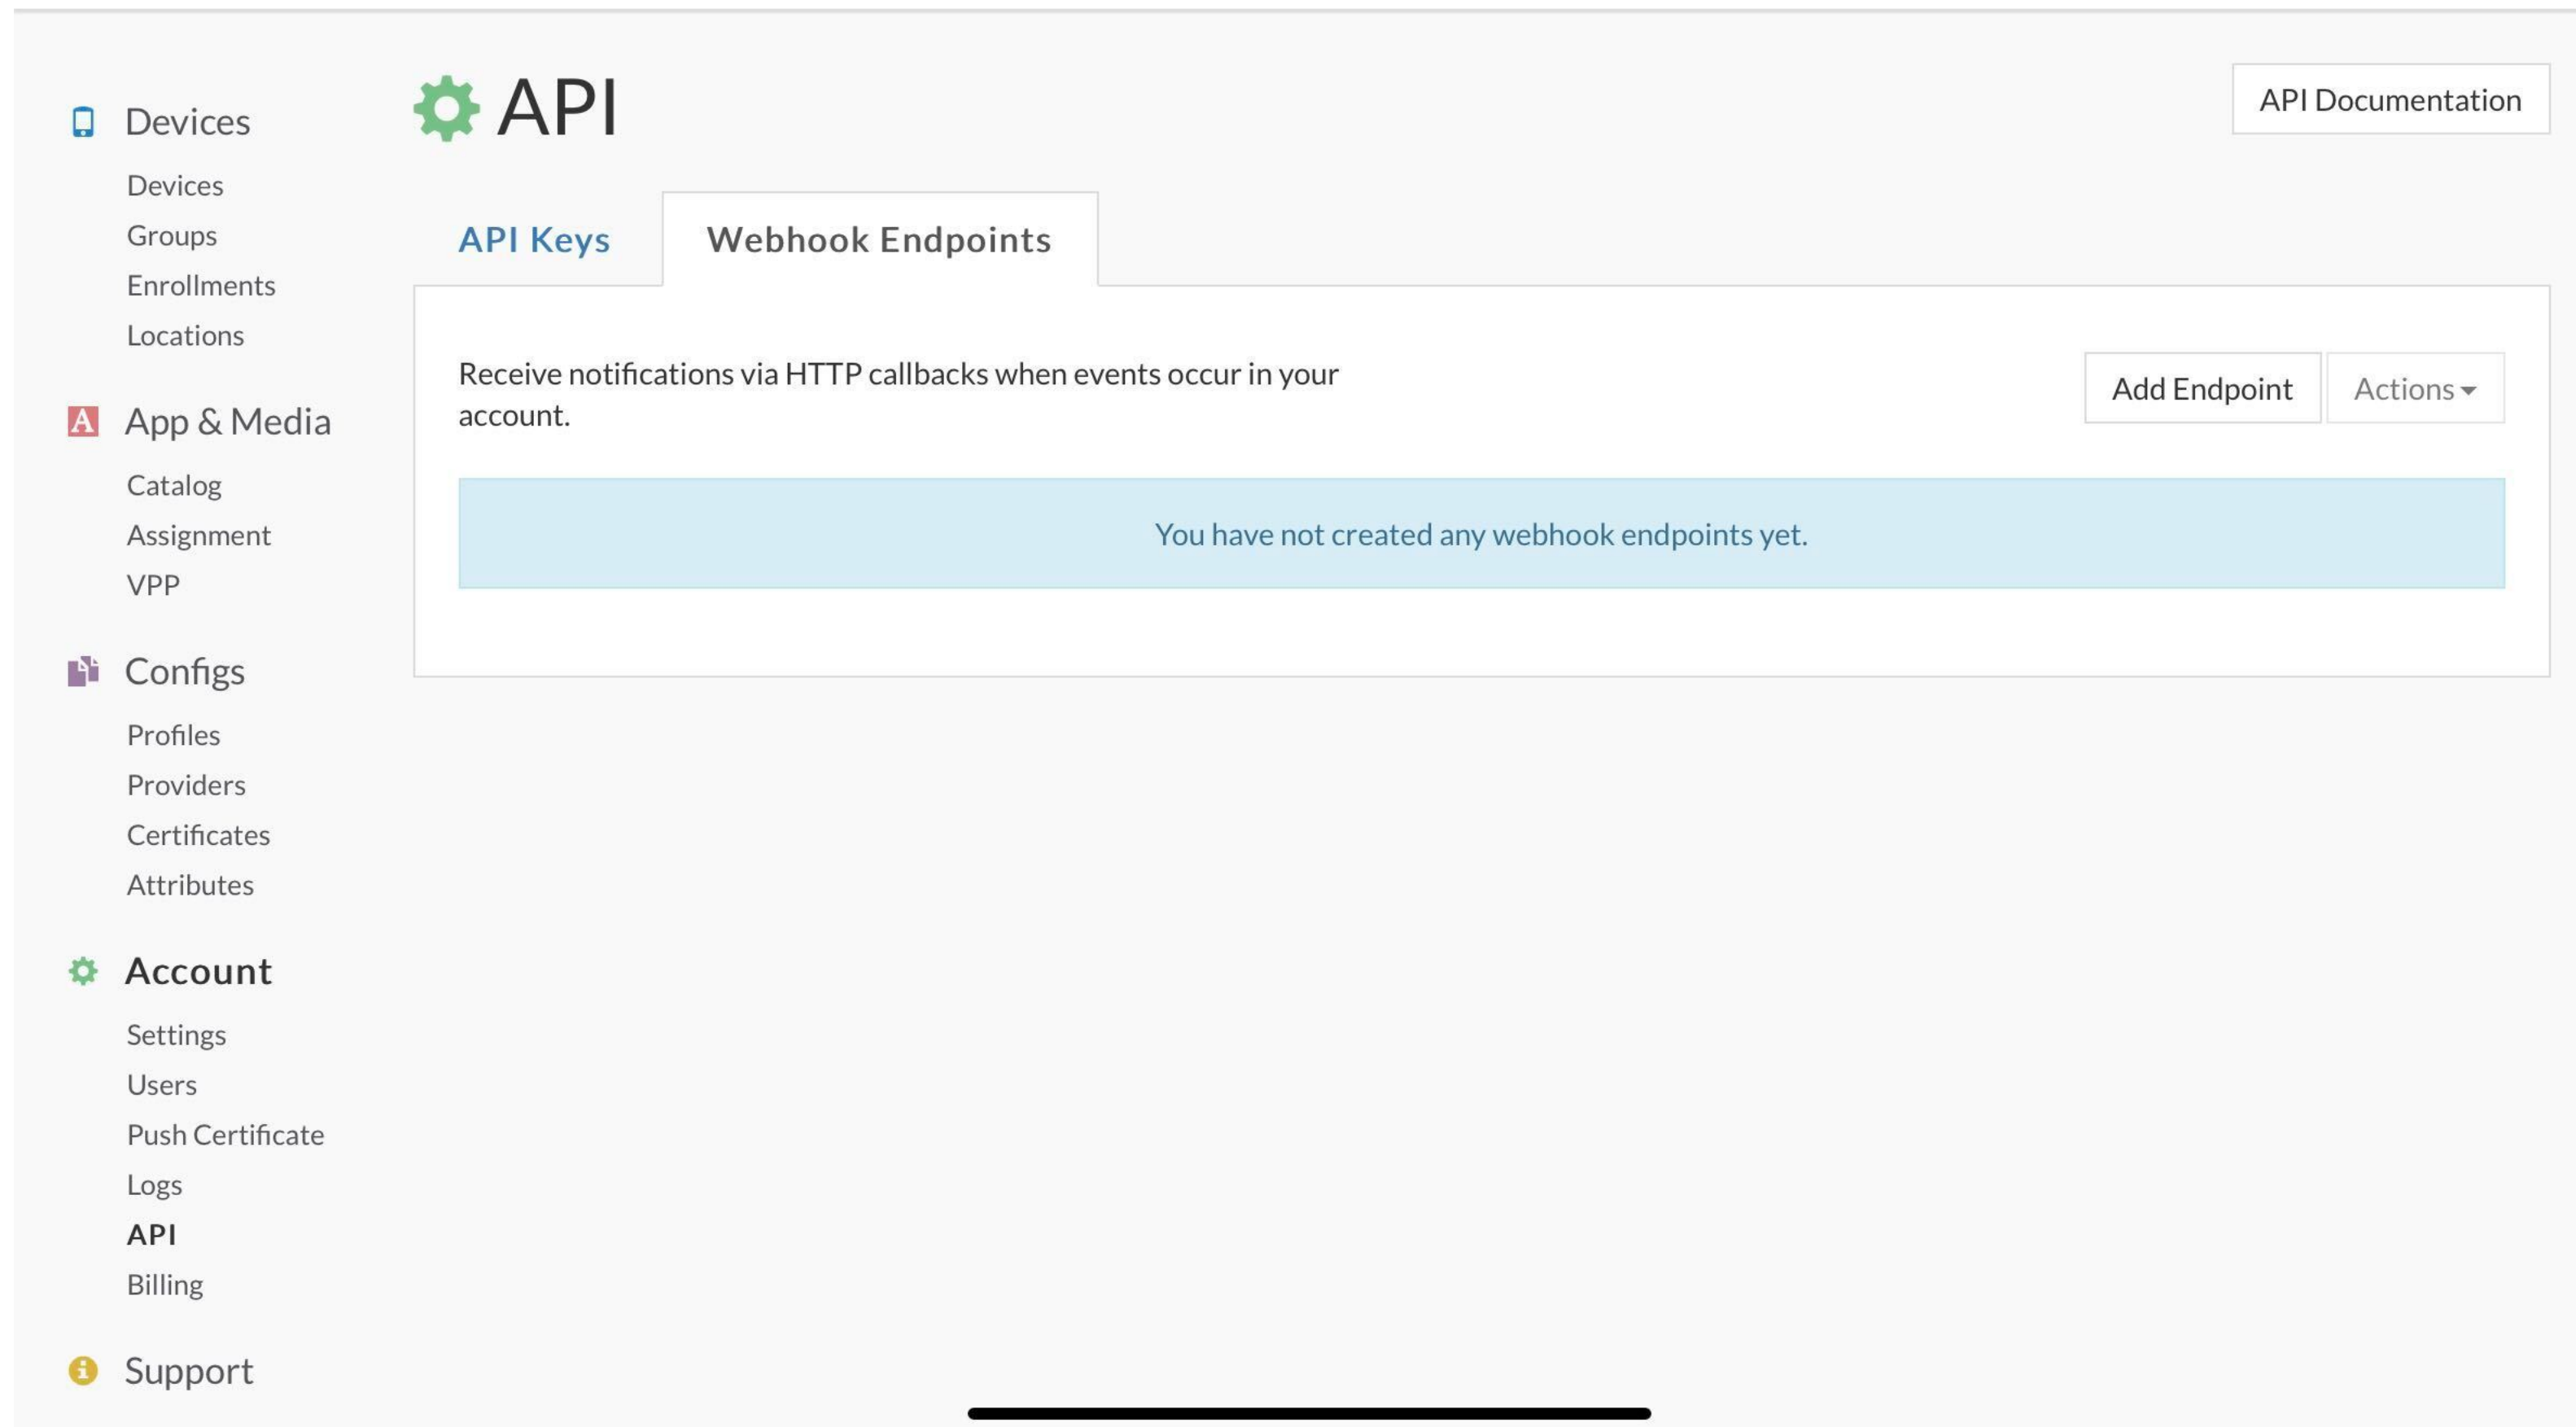 Devices
Devices
Groups
Enrollments
Locations
App & Media
Catalog
Assignment
VPP
Configs
Profiles
Providers
Certificates
Attributes
Account
Settings
Users
Push Certificate
Logs
API
Billing
Support
API
API Documentation
API Keys
Webhook Endpoints
Receive notifications via HTTP callbacks when events occur in your
account.
Add Endpoint
Actions
You have not created any webhook endpoints yet.